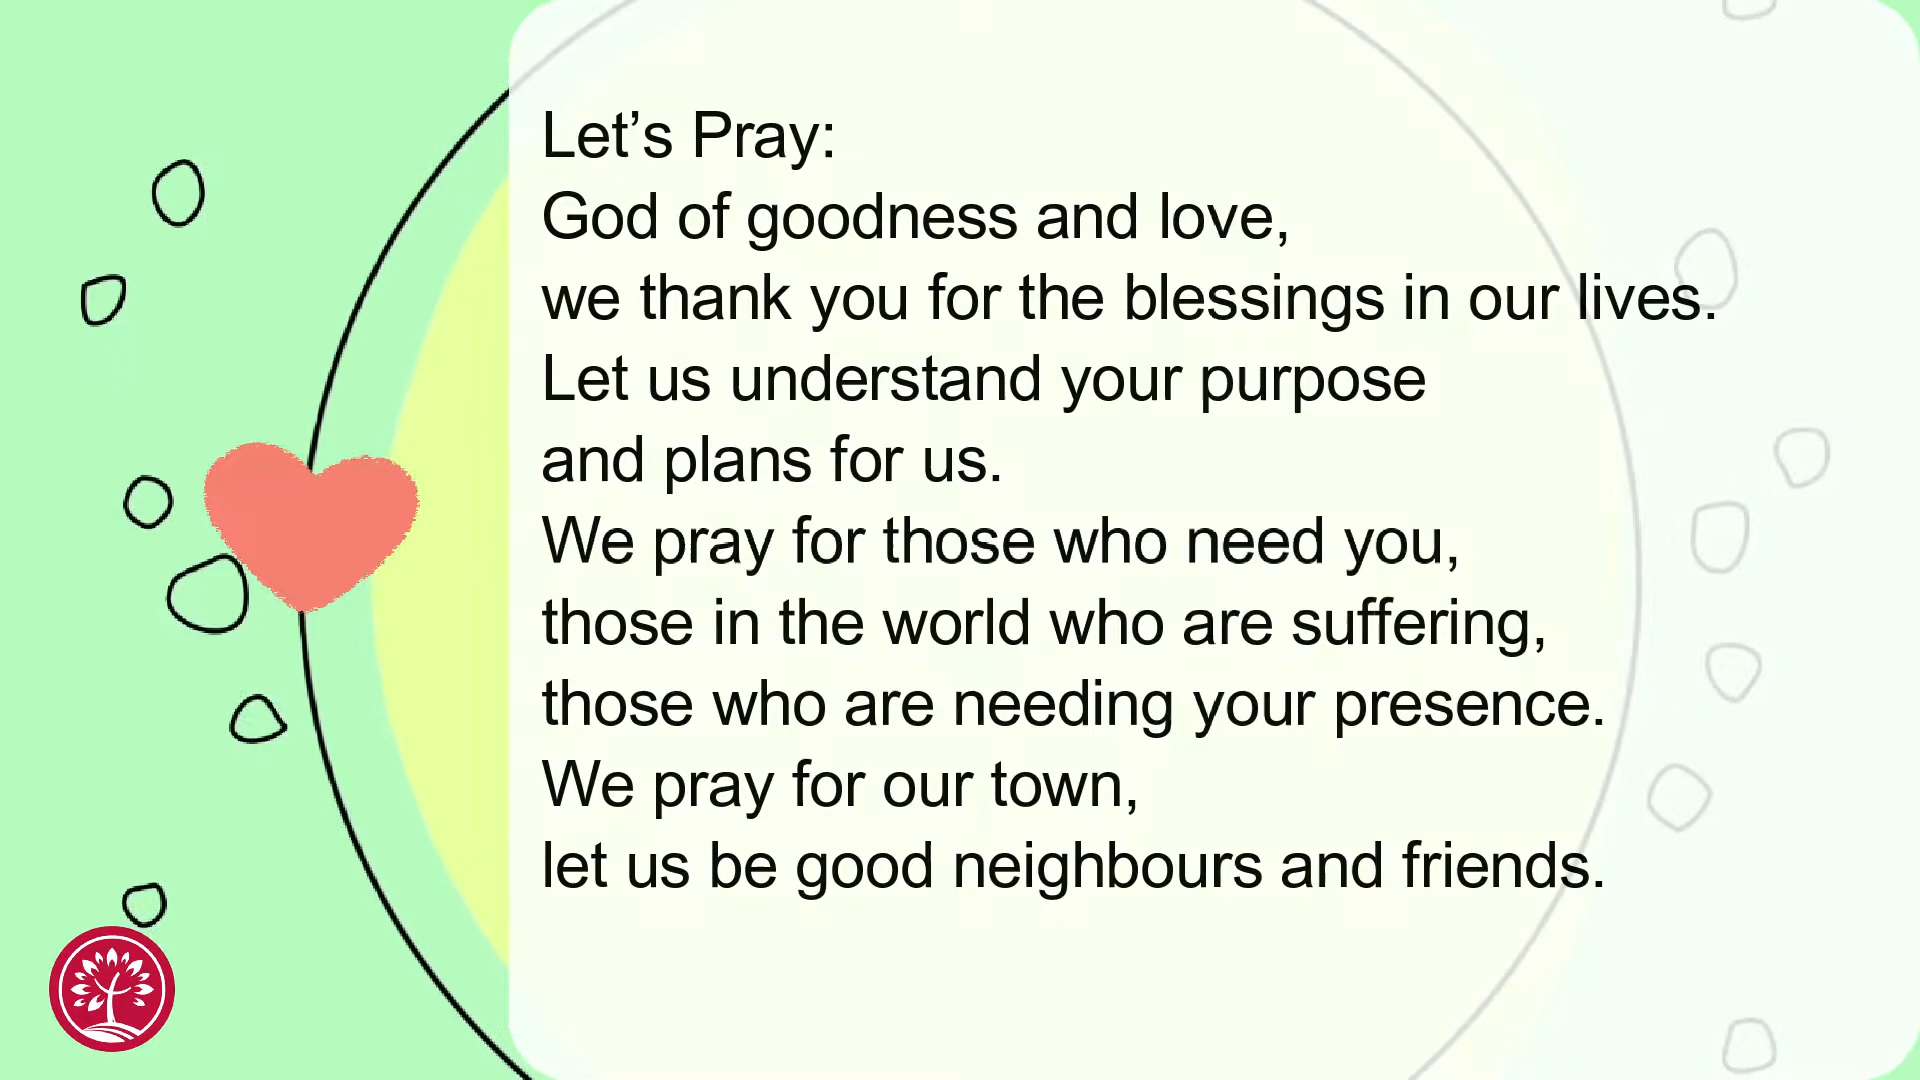 Let’s Pray:
God of goodness and love,
we thank you for the blessings in our lives.
Let us understand your purpose
and plans for us.
We pray for those who need you,
those in the world who are suffering,
those who are needing your presence.
We pray for our town,
let us be good neighbours and friends.